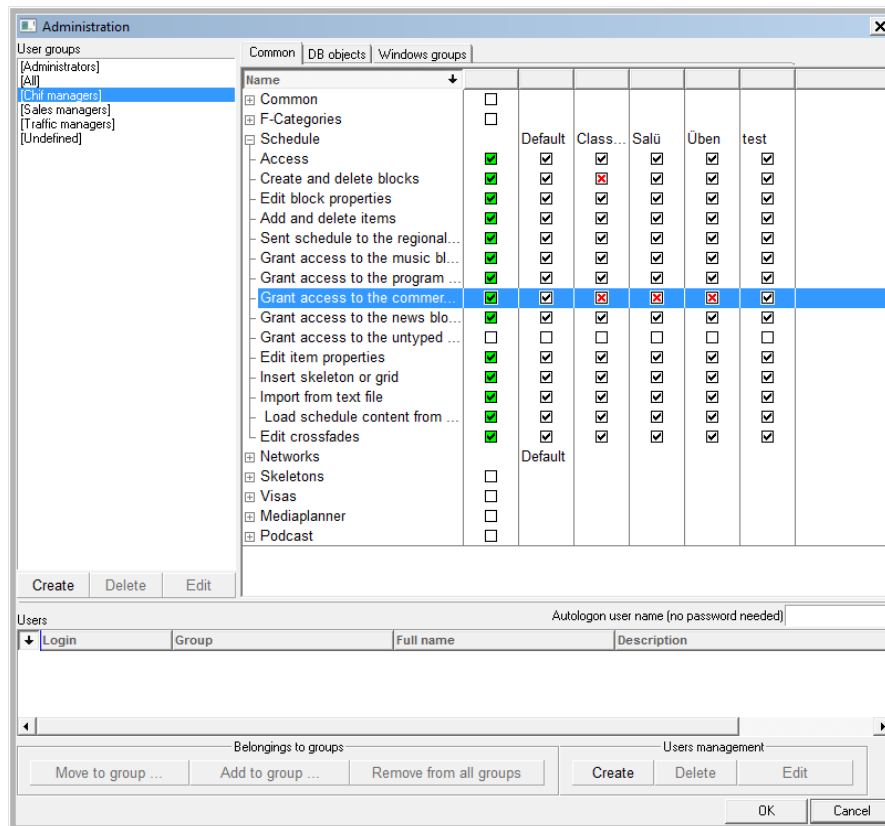 Administration
User groups
[Administrators]
[All]
[Chif managers]
[Sales managers]
[Traffic managers]
[Undefined]
Create Delete Edit
Common DB objects Windows groups
Name
Common
F-Categories
Schedule Default Class... Salü Üben test
Access
Create and delete blocks
Edit block properties
Add and delete items
Sent schedule to the regional...
Grant access to the music bl...
Grant access to the program ...
Grant access to the commer...
Grant access to the news blo...
Grant access to the untyped ...
Edit item properties
Insert skeleton or grid
Import from text file
Load schedule content from ...
Edit crossfades
Networks Default
Skeletons
Visas
Mediaplanner
Podcast
Users Autologon user name (no password needed)
Login Group Full name Description
Belongings to groups Users management
Move to group ... Add to group ... Remove from all groups Create Delete Edit
OK Cancel